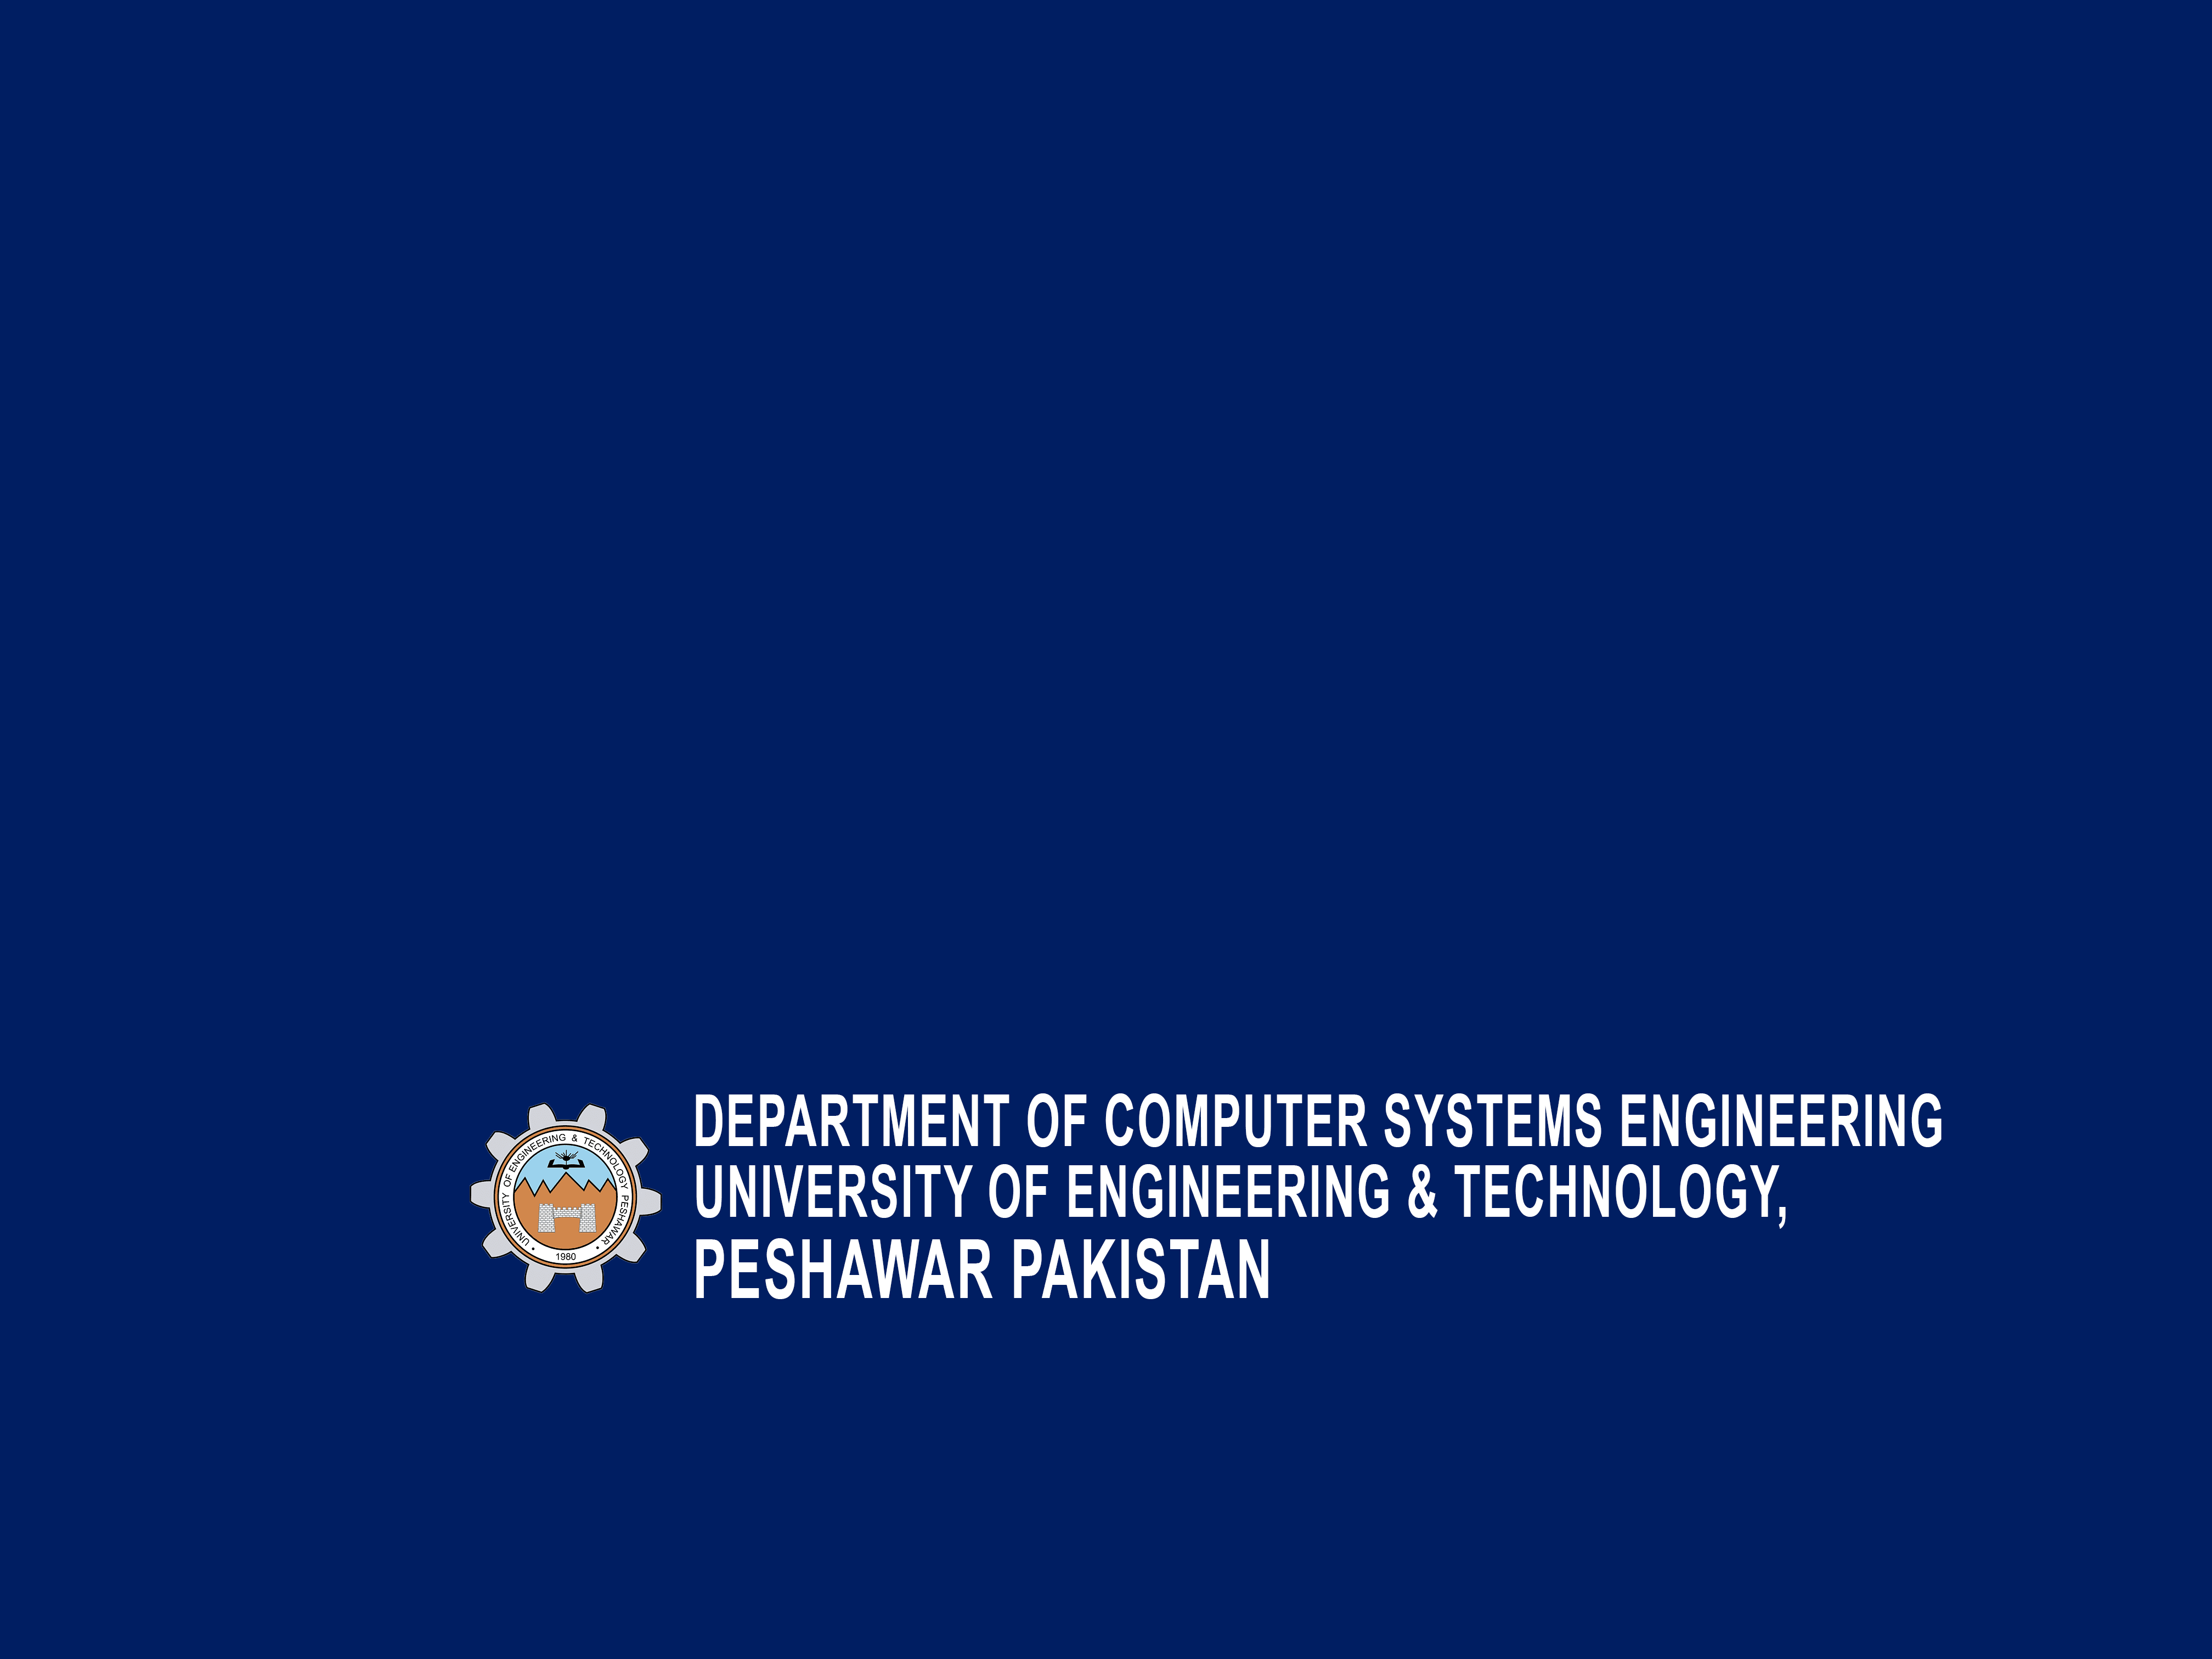 UNIVERSITY OF ENGINEERING & TECHNOLOGY PESHAWAR
1980
DEPARTMENT OF COMPUTER SYSTEMS ENGINEERING
UNIVERSITY OF ENGINEERING & TECHNOLOGY,
PESHAWAR PAKISTAN